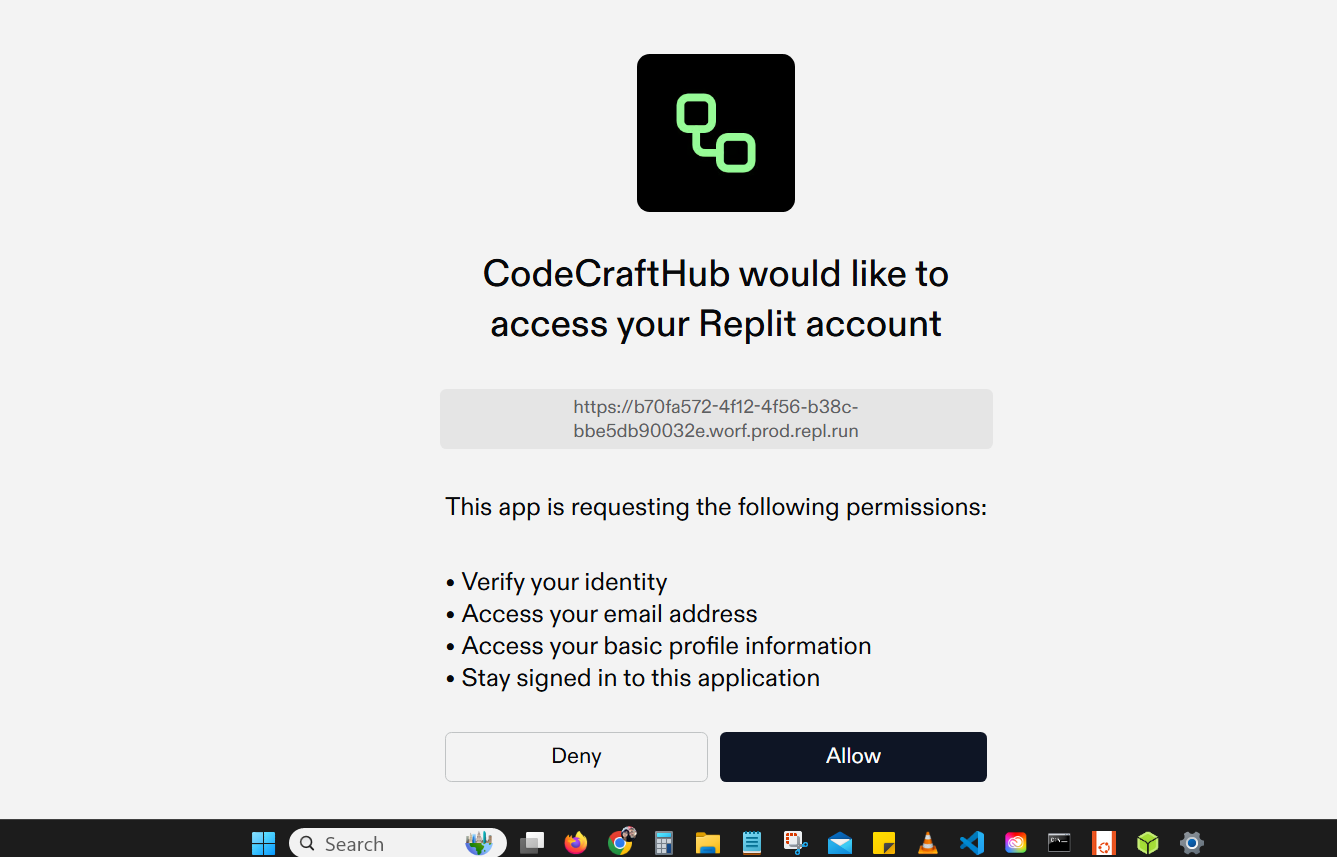 CodeCraftHub would like to
access your Replit account
https://b70fa572-4f12-4f56-b38c-
bbe5db90032e.worf.prod.repl.run
This app is requesting the following permissions:
• Verify your identity
• Access your email address
• Access your basic profile information
• Stay signed in to this application
Deny
Allow
Search